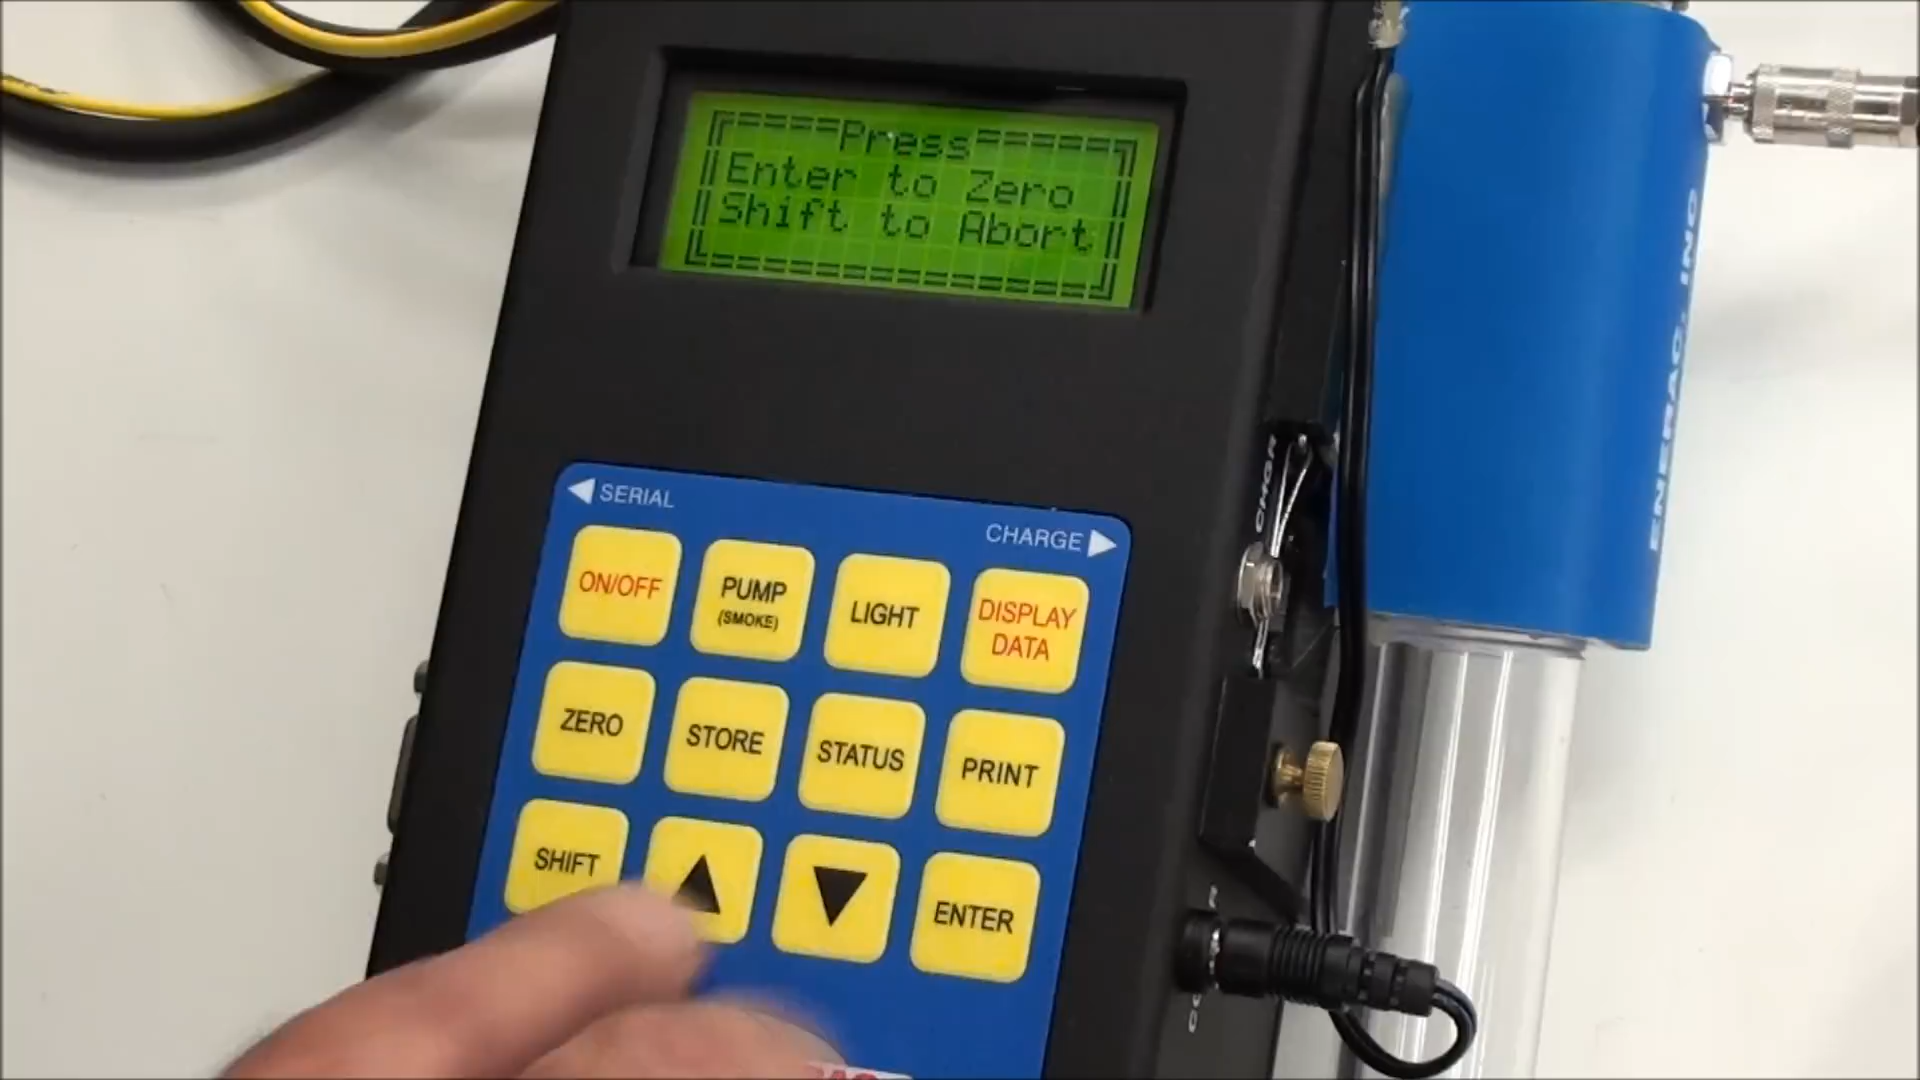 Press
Enter to Zero
Shift to Abort
SERIAL
CHARGE
ON/OFF
PUMP
(SMOKE)
LIGHT
DISPLAY
DATA
ZERO
STORE
STATUS
PRINT
SHIFT
ENTER
CHGR
ENERAC, INC